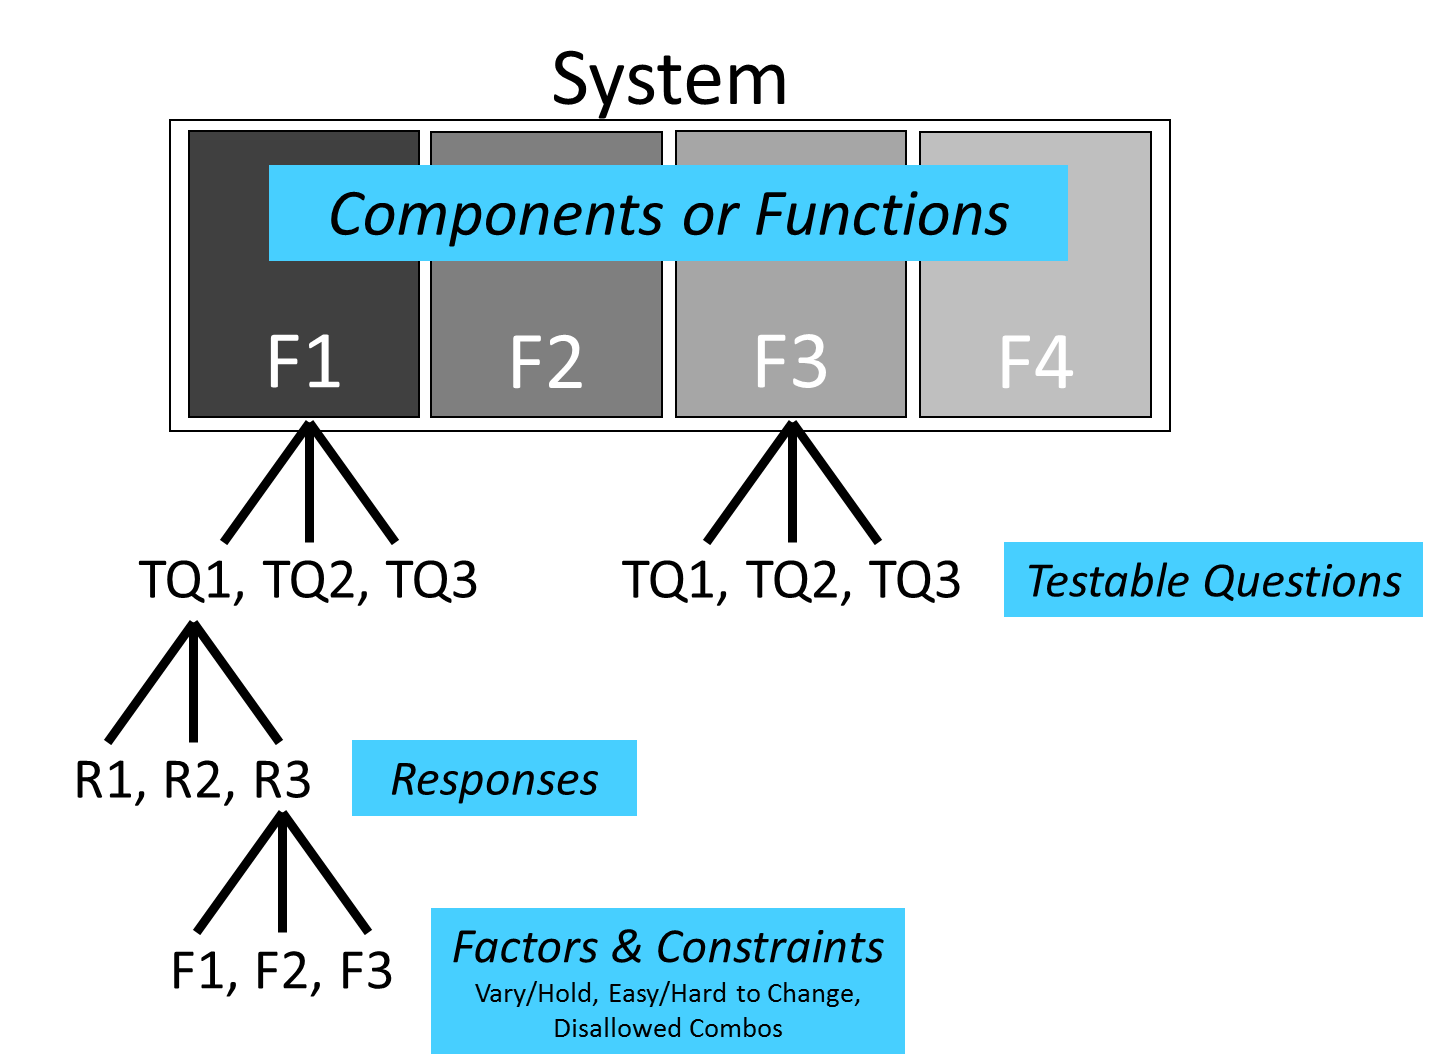 System
Components or Functions
F1 F2 F3 F4
TQ1, TQ2, TQ3 TQ1, TQ2, TQ3 Testable Questions
R1, R2, R3 Responses
Factors & Constraints
F1, F2, F3 Vary/Hold, Easy/Hard to Change,
Disallowed Combos